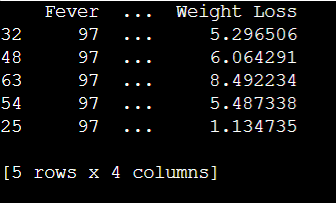 Fever ... Weight Loss
32 97 ... 5.296506
48 97 ... 6.064291
63 97 ... 8.492234
54 97 ... 5.487338
25 97 ... 1.134735
[5 rows x 4 columns]